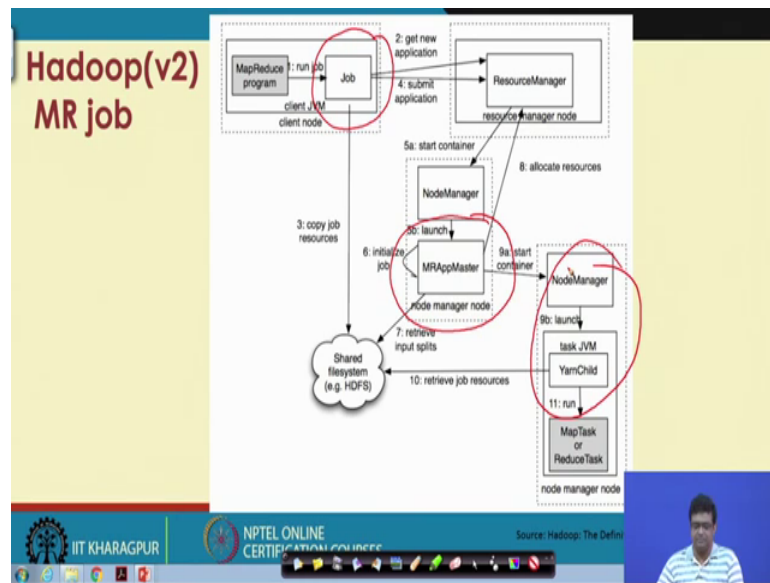 Hadoop(v2)
MR job
MapReduce
program
1: run job
Job
client JVM
client node
2: get new
application
4: submit
application
ResourceManager
resource manager node
5a: start container
8: allocate resources
NodeManager
5b: launch
3: copy job
resources
6: initialize
job
MRAppMaster
9a: start
container
NodeManager
node manager node
7: retrieve
input splits
9b: launch
task JVM
Shared
filesystem
(e.g. HDFS)
YarnChild
10: retrieve job resources
11: run
MapTask
or
ReduceTask
node manager node
IIT KHARAGPUR
NPTEL ONLINE
CERTIFICATION COURSES
Source: Hadoop: The Defini